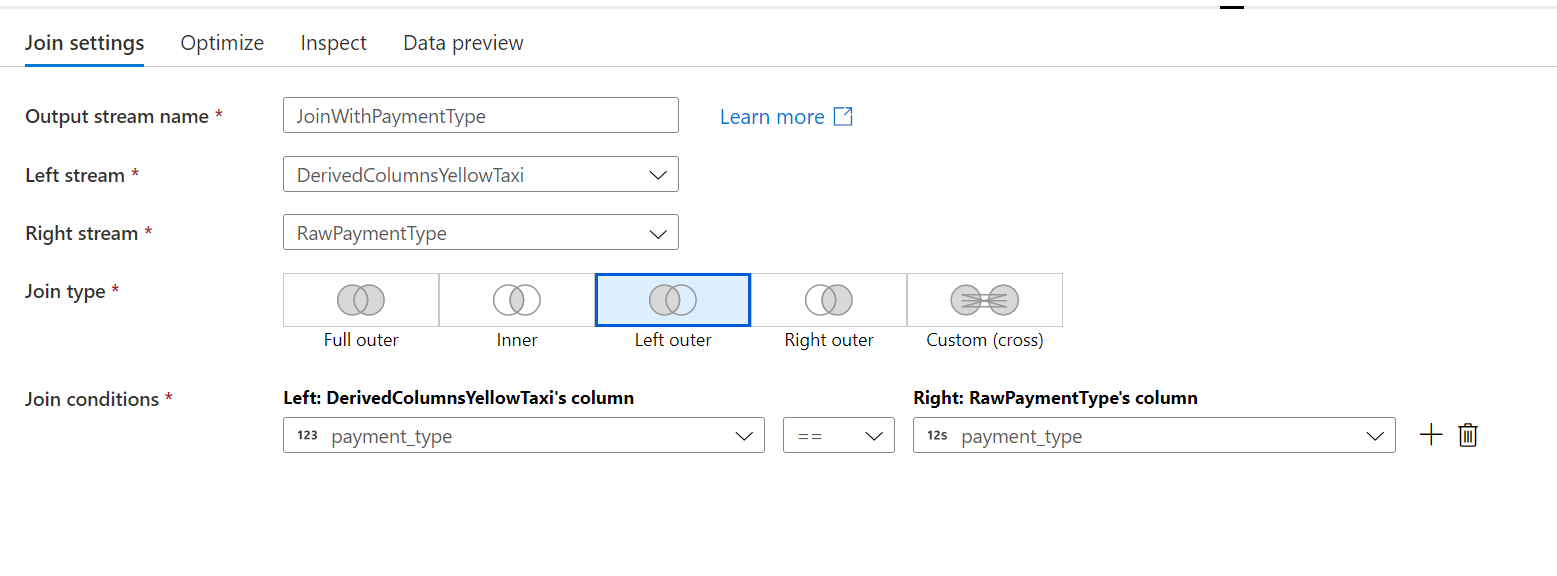 Join settings Optimize Inspect Data preview
Output stream name * JoinWithPaymentType Learn more
Left stream * DerivedColumnsYellowTaxi
Right stream * RawPaymentType
Join type *
Full outer Inner Left outer Right outer Custom (cross)
Join conditions * Left: DerivedColumnsYellowTaxi's column Right: RawPaymentType's column
123 payment_type == 12s payment_type